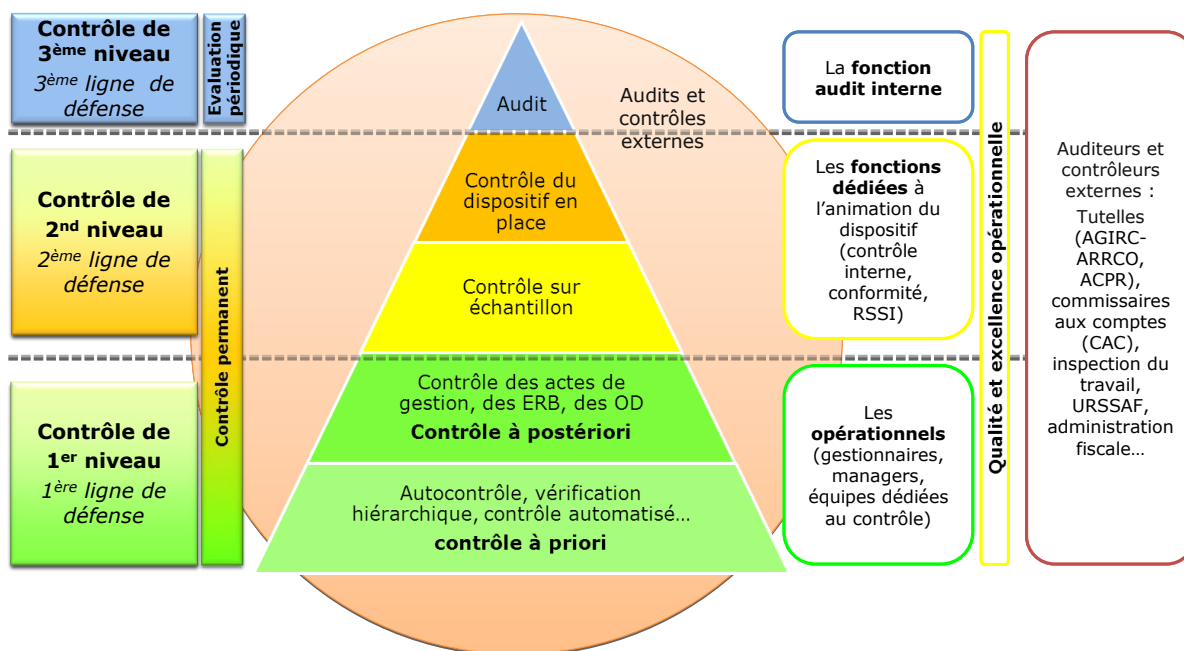 Contrôle de
3ème niveau
3ème ligne de
défense
Evaluation
périodique
Contrôle de
2nd niveau
2ème ligne de
défense
Contrôle de
1er niveau
1ère ligne de
défense
Contrôle permanent
Audit
Audits et
contrôles
externes
Contrôle du
dispositif en
place
Contrôle sur
échantillon
Contrôle des actes de
gestion, des ERB, des OD
Contrôle à postériori
Autocontrôle, vérification
hiérarchique, contrôle automatisé…
contrôle à priori
La fonction
audit interne
Les fonctions
dédiées à
l’animation du
dispositif
(contrôle
interne,
conformité,
RSSI)
Les
opérationnels
(gestionnaires,
managers,
équipes dédiées
au contrôle)
Qualité et excellence opérationnelle
Auditeurs et
contrôleurs
externes :
Tutelles
(AGIRC-
ARRCO,
ACPR),
commissaires
aux comptes
(CAC),
inspection du
travail,
URSSAF,
administration
fiscale…